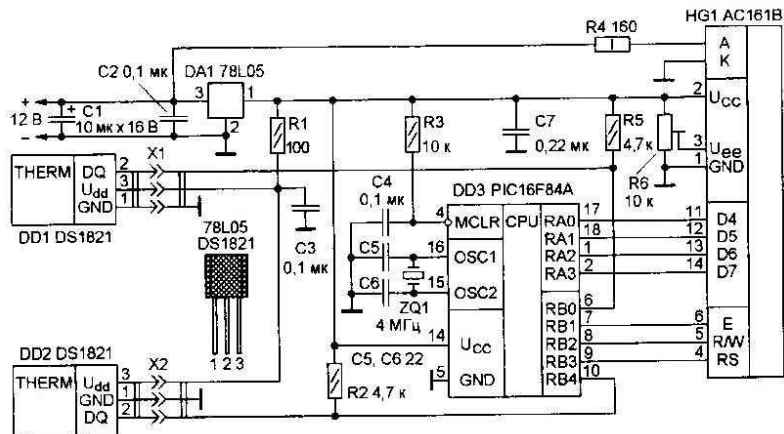 HG1 AC161B
R4 160
A
K
C2 0,1 мк
DA1 78L05
+
3
1
2
12 В
–
C1
+
10 мк x 16 В
R1
100
R3
10 к
C7
0,22 мк
R5
4,7 к
R6
10 к
2
Ucc
3
Uee
1
GND
X1
THERM
DQ
2
Udd
3
GND
1
DD1 DS1821
78L05
DS1821
1 2 3
C3
0,1 мк
C4
0,1 мк
C5
C6
ZQ1
4 МГц
C5, C6 22
DD3 PIC16F84A
4
MCLR
CPU
16
OSC1
15
OSC2
14
Ucc
5
GND
RA0
17
RA1
18
RA2
1
RA3
2
RB0
6
RB1
7
RB2
8
RB3
9
RB4
10
11
D4
12
D5
13
D6
14
D7
6
E
5
R/W
4
RS
R2 4,7 к
DD2 DS1821
X2
THERM
Udd
3
GND
1
DQ
2